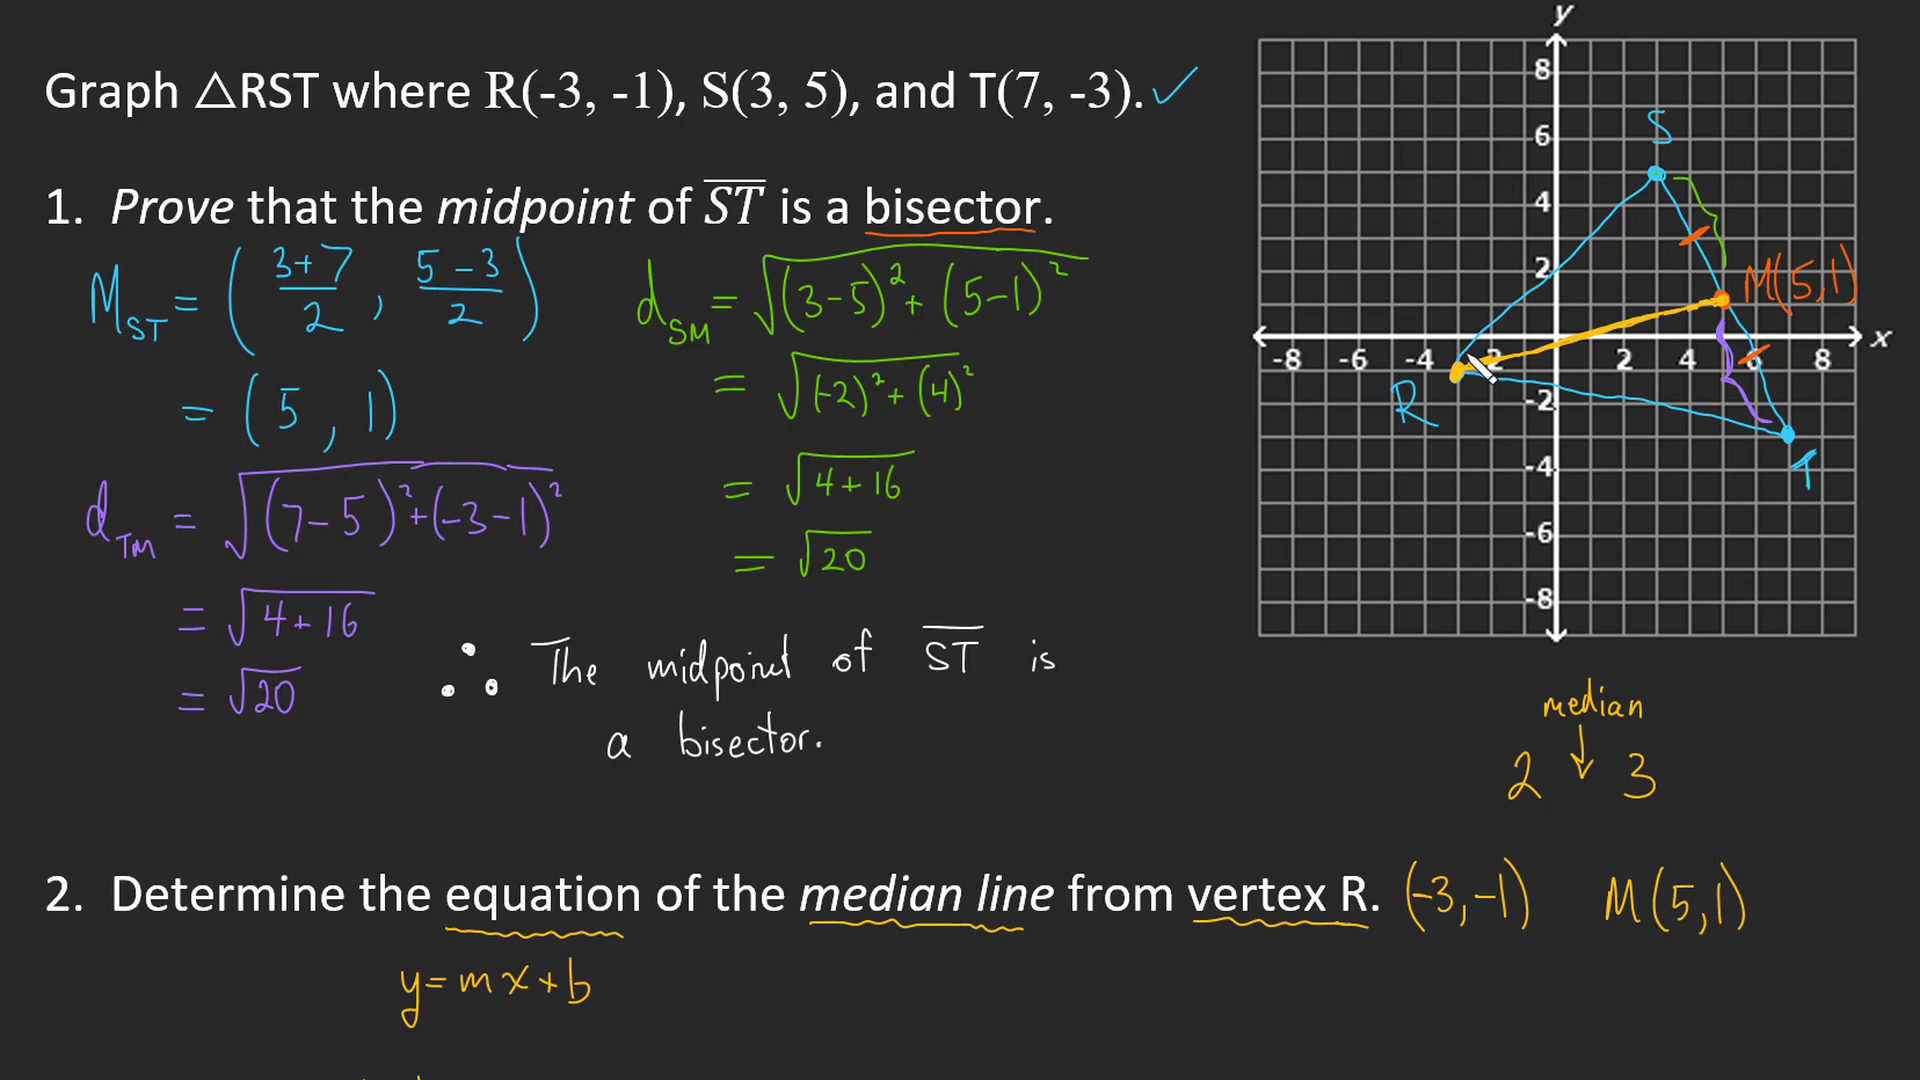 Graph △RST where R(-3, -1), S(3, 5), and T(7, -3). ✓
1. Prove that the midpoint of S̅T̅ is a bisector.
M_ST = ( (3+7)/2 , (5-3)/2 )
= (5, 1)
d_TM = √((7-5)²+(-3-1)²)
= √(4+16)
= √20
d_SM = √((3-5)²+(5-1)²)
= √((-2)²+(4)²)
= √(4+16)
= √20
∴ The midpoint of S̅T̅ is
a bisector.
y
8
6
4
2
-8 -6 -4 -2 2 4 6 8 x
-2
-4
-6
-8
S
M(5,1)
R
T
median
↓
2 3
2. Determine the equation of the median line from vertex R. (-3,-1) M(5,1)
y = mx+b